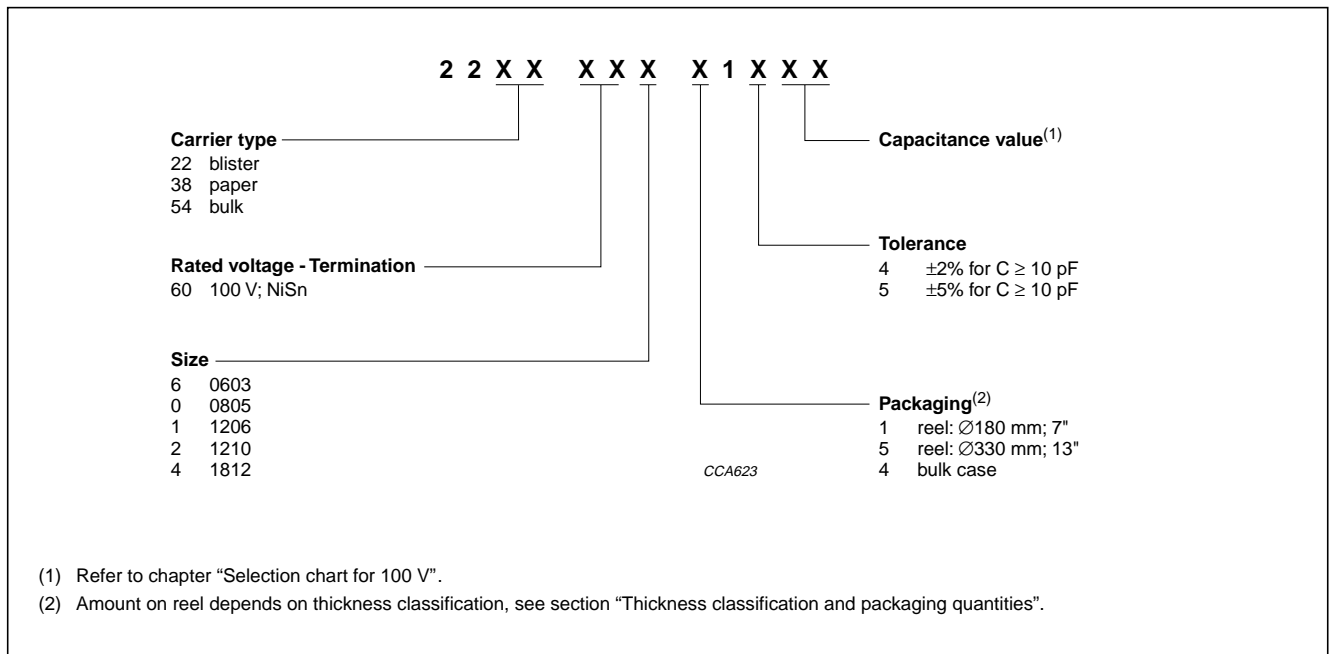 2 2 X X X X X X 1 X X X
Carrier type
22 blister
38 paper
54 bulk
Rated voltage - Termination
60 100 V; NiSn
Size
6 0603
0 0805
1 1206
2 1210
4 1812
Capacitance value(1)
Tolerance
4 ±2% for C ≥ 10 pF
5 ±5% for C ≥ 10 pF
Packaging(2)
1 reel: ∅180 mm; 7"
5 reel: ∅330 mm; 13"
4 bulk case
CCA623
(1) Refer to chapter “Selection chart for 100 V”.
(2) Amount on reel depends on thickness classification, see section “Thickness classification and packaging quantities”.